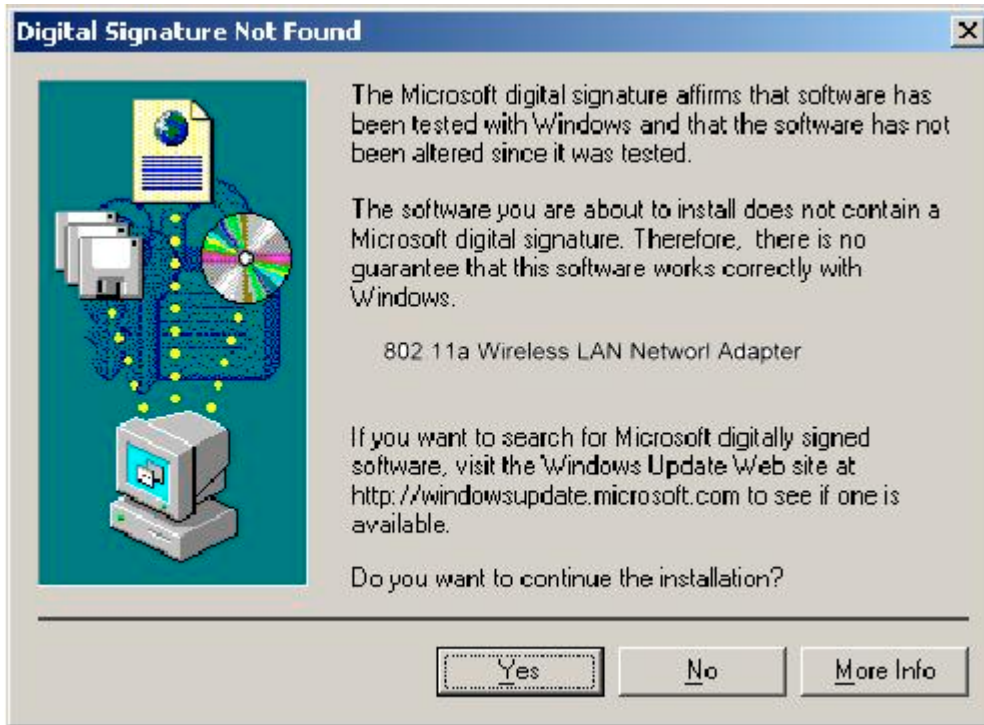 Digital Signature Not Found
The Microsoft digital signature affirms that software has
been tested with Windows and that the software has not
been altered since it was tested.
The software you are about to install does not contain a
Microsoft digital signature. Therefore, there is no
guarantee that this software works correctly with
Windows.
802 11a Wireless LAN Networl Adapter
If you want to search for Microsoft digitally signed
software, visit the Windows Update Web site at
http://windowsupdate.microsoft.com to see if one is
available.
Do you want to continue the installation?
Yes
No
More Info